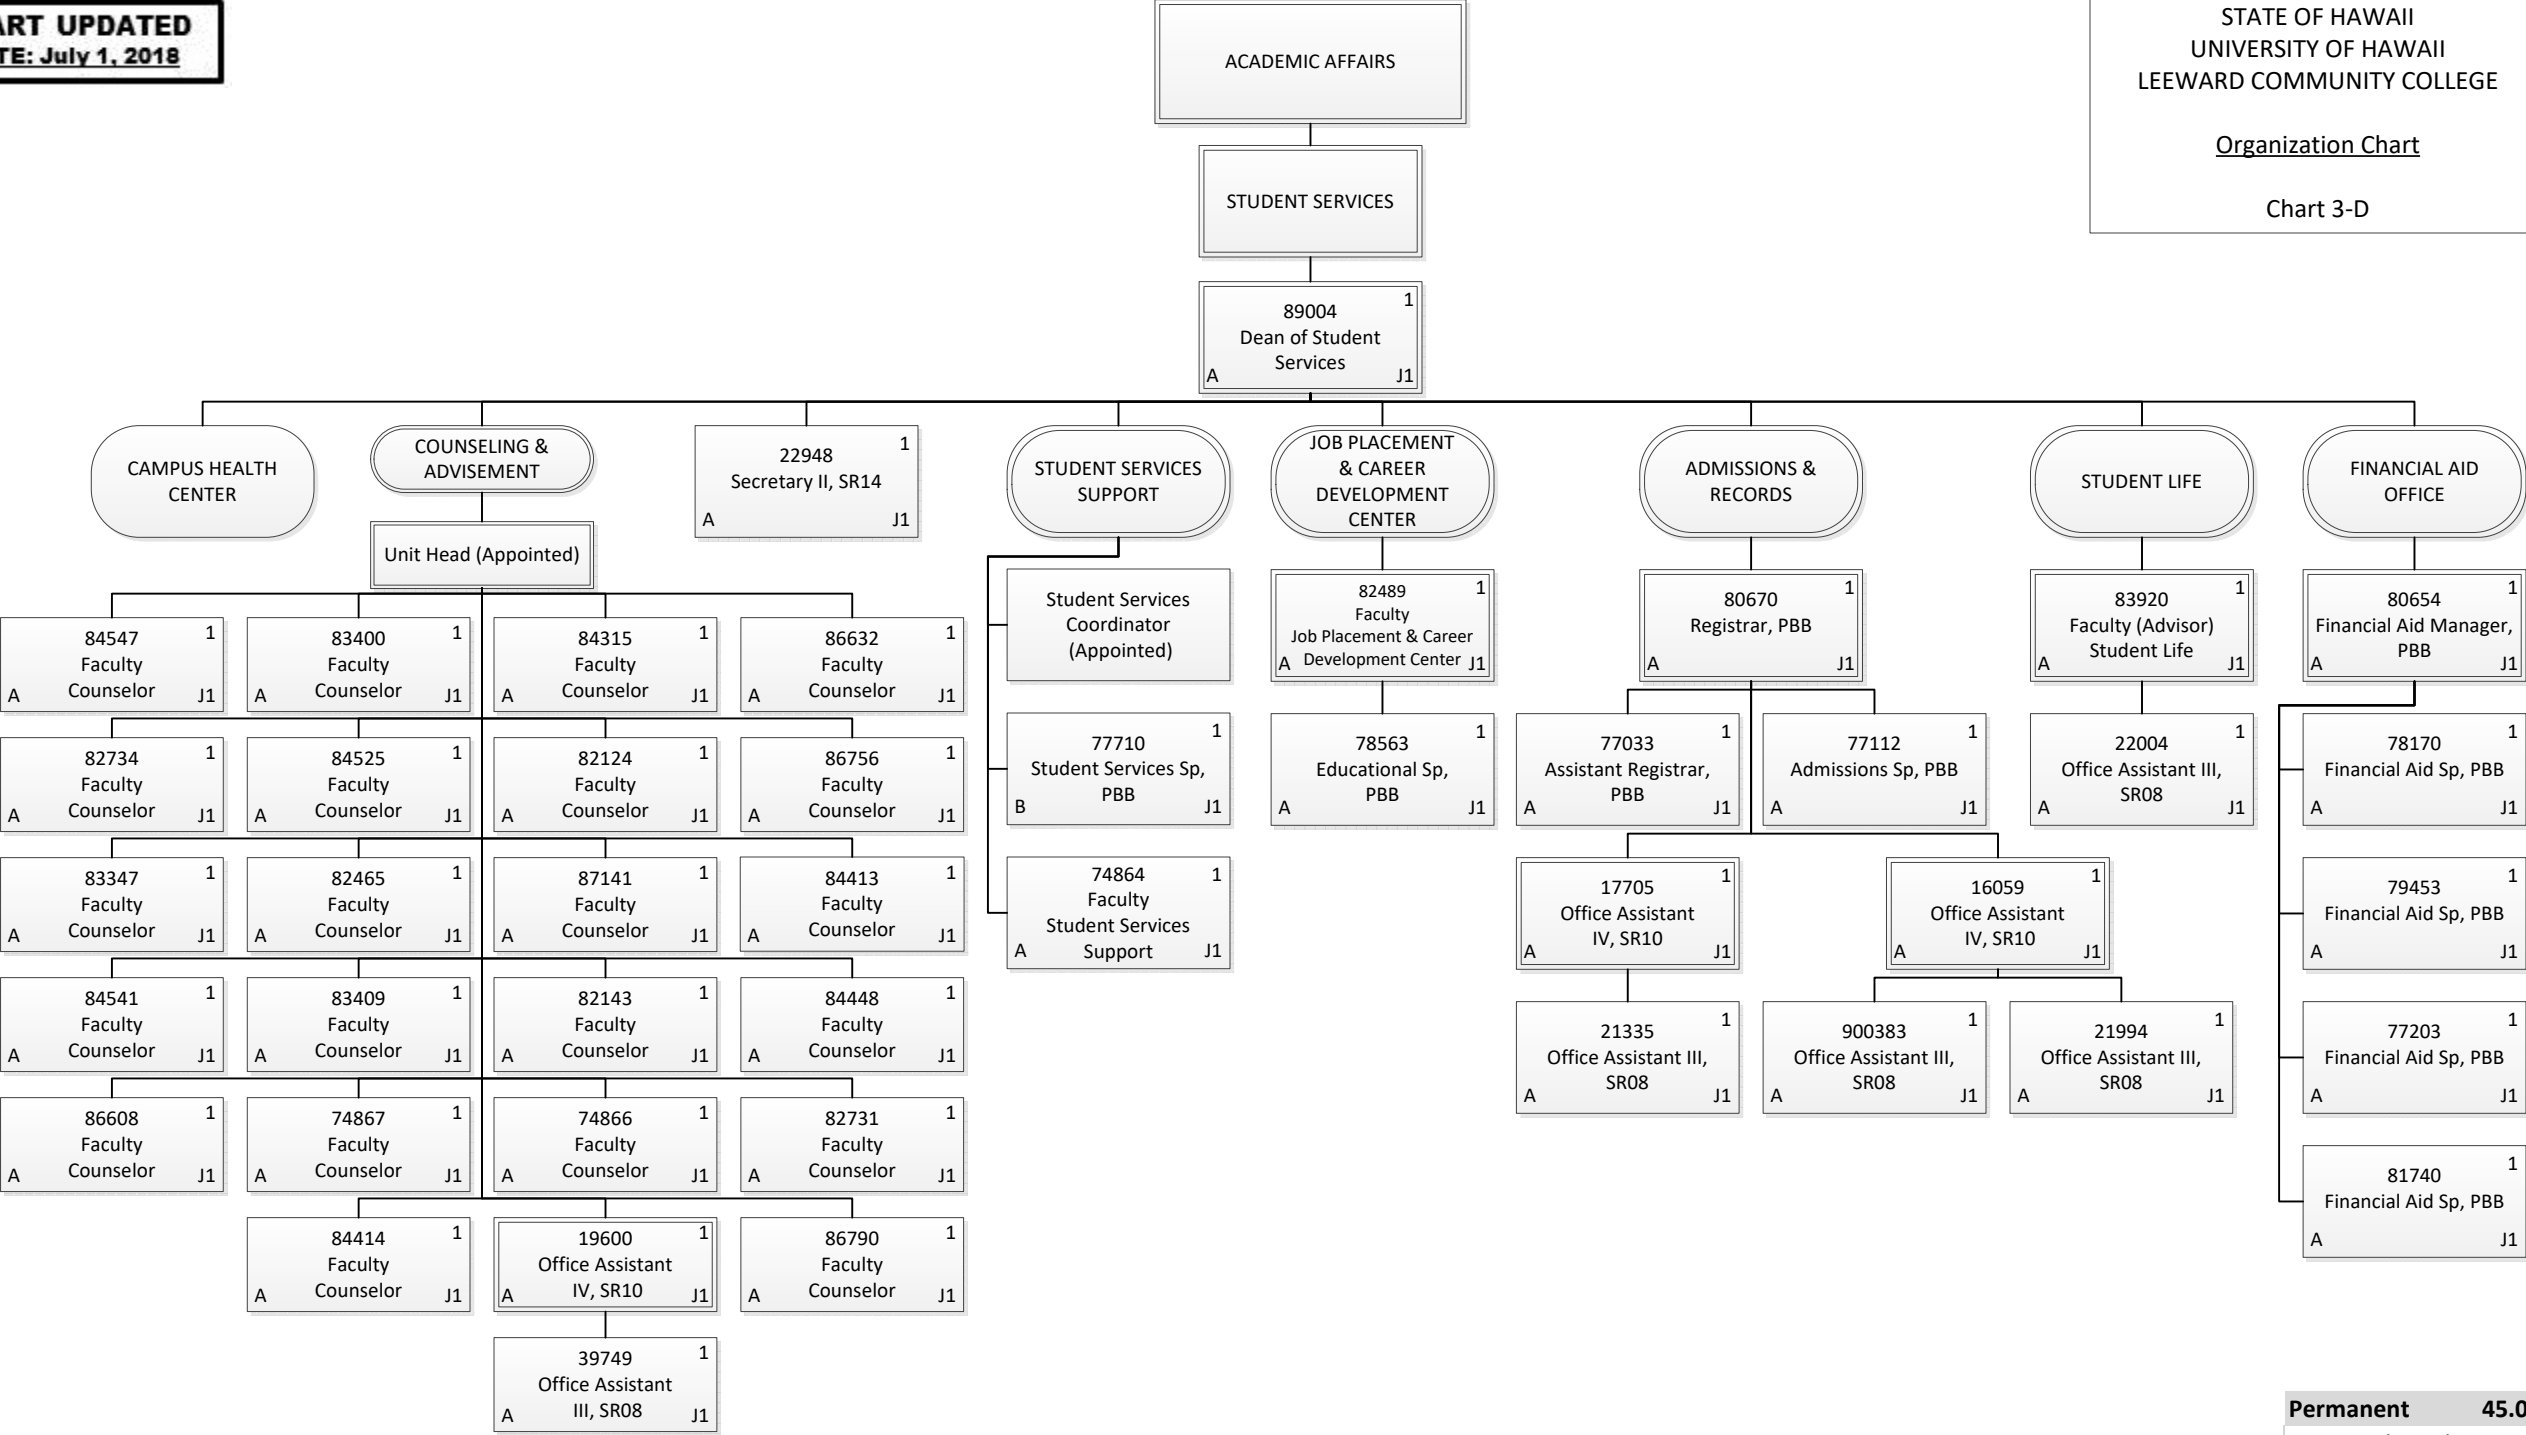 ART UPDATED
TE: July 1, 2018
STATE OF HAWAII
UNIVERSITY OF HAWAII
LEEWARD COMMUNITY COLLEGE
Organization Chart
Chart 3-D
ACADEMIC AFFAIRS
STUDENT SERVICES
1
89004
Dean of Student
Services
A J1
CAMPUS HEALTH
CENTER
COUNSELING &
ADVISEMENT
Unit Head (Appointed)
84547 1
Faculty
Counselor
A J1
83400 1
Faculty
Counselor
A J1
84315 1
Faculty
Counselor
A J1
86632 1
Faculty
Counselor
A J1
82734 1
Faculty
Counselor
A J1
84525 1
Faculty
Counselor
A J1
82124 1
Faculty
Counselor
A J1
86756 1
Faculty
Counselor
A J1
83347 1
Faculty
Counselor
A J1
82465 1
Faculty
Counselor
A J1
87141 1
Faculty
Counselor
A J1
84413 1
Faculty
Counselor
A J1
84541 1
Faculty
Counselor
A J1
83409 1
Faculty
Counselor
A J1
82143 1
Faculty
Counselor
A J1
84448 1
Faculty
Counselor
A J1
86608 1
Faculty
Counselor
A J1
74867 1
Faculty
Counselor
A J1
74866 1
Faculty
Counselor
A J1
82731 1
Faculty
Counselor
A J1
84414 1
Faculty
Counselor
A J1
19600 1
Office Assistant
IV, SR10
A J1
86790 1
Faculty
Counselor
A J1
39749 1
Office Assistant
III, SR08
A J1
1
22948
Secretary II, SR14
A J1
STUDENT SERVICES
SUPPORT
Student Services
Coordinator
(Appointed)
1
77710
Student Services Sp,
PBB
B J1
74864 1
Faculty
Student Services
Support
A J1
JOB PLACEMENT
& CAREER
DEVELOPMENT
CENTER
82489 1
Faculty
Job Placement & Career
Development Center
A J1
1
78563
Educational Sp,
PBB
A J1
ADMISSIONS &
RECORDS
1
80670
Registrar, PBB
A J1
1
77033
Assistant Registrar,
PBB
A J1
1
77112
Admissions Sp, PBB
A J1
1
17705
Office Assistant
IV, SR10
A J1
1
16059
Office Assistant
IV, SR10
A J1
1
21335
Office Assistant III,
SR08
A J1
1
900383
Office Assistant III,
SR08
A J1
1
21994
Office Assistant III,
SR08
A J1
STUDENT LIFE
1
83920
Faculty (Advisor)
Student Life
A J1
1
22004
Office Assistant III,
SR08
A J1
FINANCIAL AID
OFFICE
1
80654
Financial Aid Manager,
PBB
A J1
1
78170
Financial Aid Sp, PBB
A J1
1
79453
Financial Aid Sp, PBB
A J1
1
77203
Financial Aid Sp, PBB
A J1
1
81740
Financial Aid Sp, PBB
A J1
Permanent 45.0